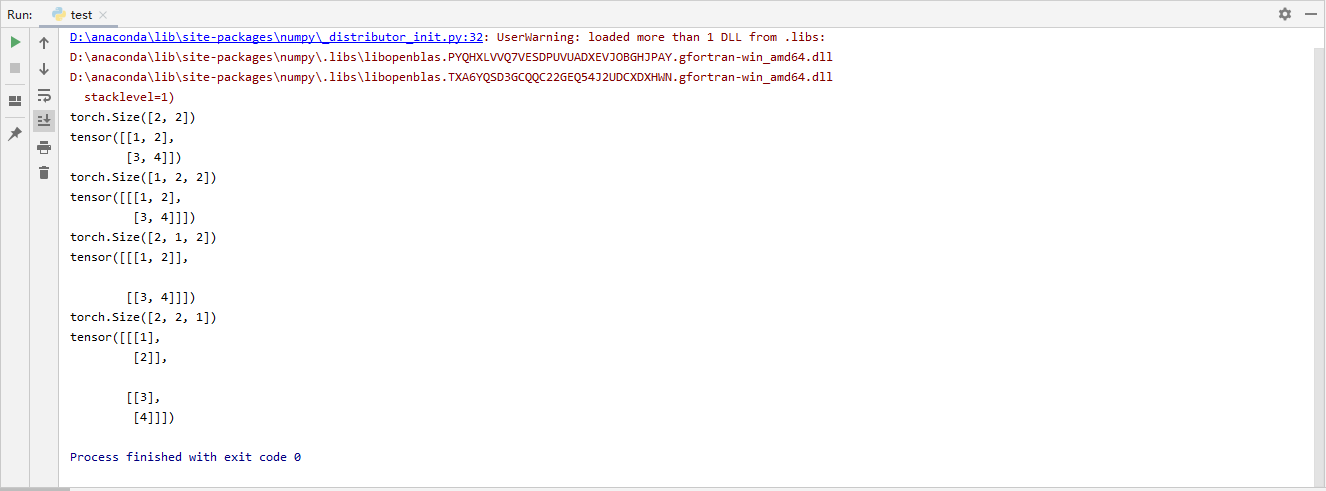 Run: test
D:\anaconda\lib\site-packages\numpy\_distributor_init.py:32: UserWarning: loaded more than 1 DLL from .libs:
D:\anaconda\lib\site-packages\numpy\.libs\libopenblas.PYQHXLVVQ7VESDPUVUADXEVJOBGHJPAY.gfortran-win_amd64.dll
D:\anaconda\lib\site-packages\numpy\.libs\libopenblas.TXA6YQSD3GCQQC22GEQ54J2UDCXDXHWN.gfortran-win_amd64.dll
  stacklevel=1)
torch.Size([2, 2])
tensor([[1, 2],
        [3, 4]])
torch.Size([1, 2, 2])
tensor([[[1, 2],
         [3, 4]]])
torch.Size([2, 1, 2])
tensor([[[1, 2]],
        [[3, 4]]])
torch.Size([2, 2, 1])
tensor([[[1],
         [2]],
        [[3],
         [4]]])
Process finished with exit code 0